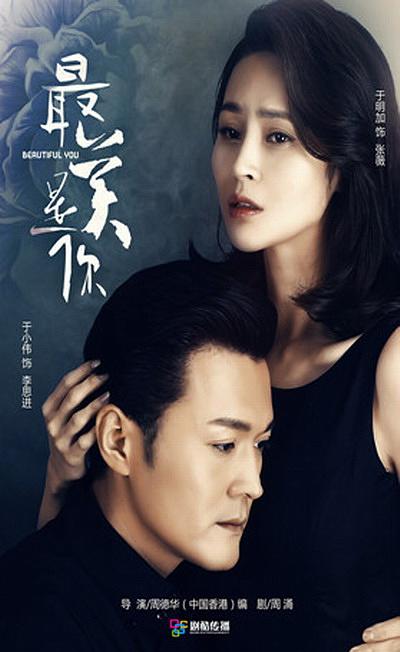 最美是你
BEAUTIFUL YOU
于明加 饰 张薇
于小伟 饰 李思进
导 演/周德华（中国香港）编 剧/周 涌
剧酷传播